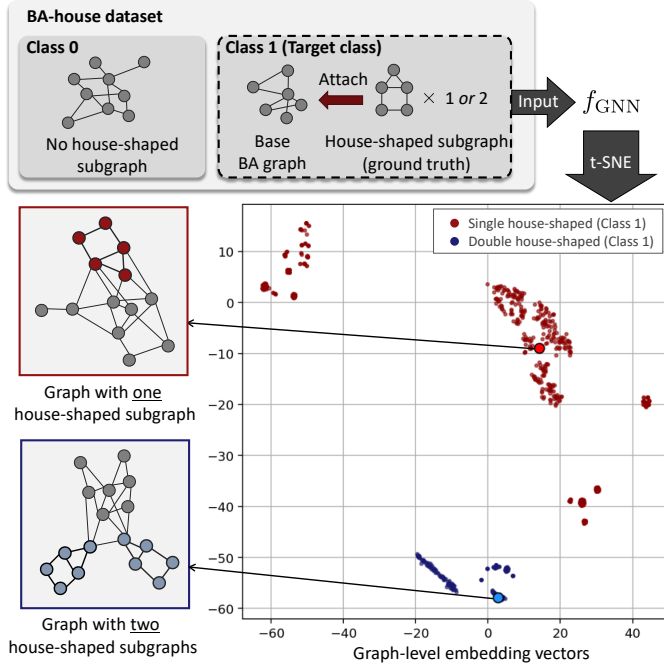 BA-house dataset
Class 0
No house-shaped
subgraph
Class 1 (Target class)
Attach
× 1 or 2
Base
BA graph
House-shaped subgraph
(ground truth)
Input
f_GNN
t-SNE
Graph with one
house-shaped subgraph
Graph with two
house-shaped subgraphs
Single house-shaped (Class 1)
Double house-shaped (Class 1)
10
0
−10
−20
−30
−40
−50
−60
−60
−40
−20
0
20
40
Graph-level embedding vectors